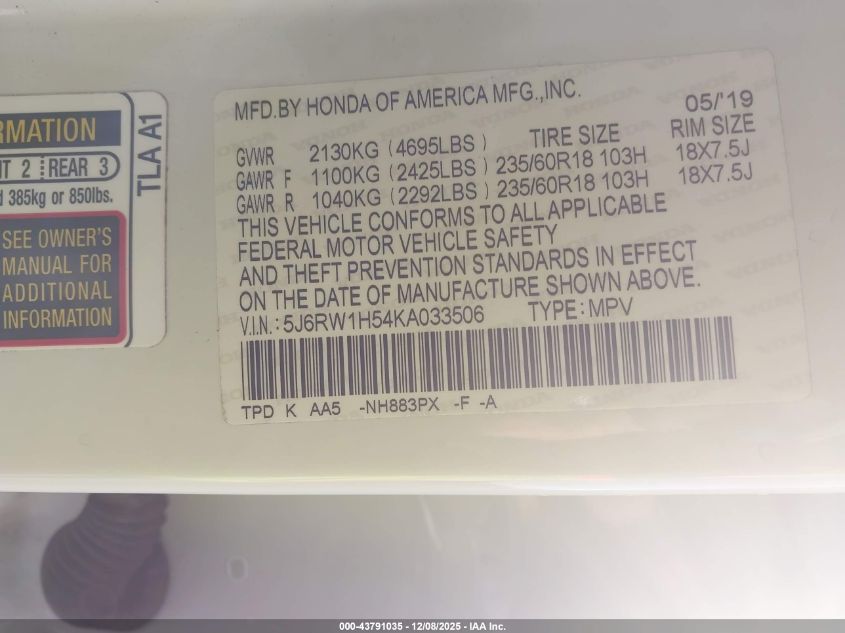 RMATION
T 2 REAR 3
d 385kg or 850lbs.
SEE OWNER'S
MANUAL FOR
ADDITIONAL
INFORMATION
TLA A1
MFD.BY HONDA OF AMERICA MFG.,INC. 05/'19
TIRE SIZE RIM SIZE
GVWR 2130KG (4695LBS)
GAWR F 1100KG (2425LBS) 235/60R18 103H 18X7.5J
GAWR R 1040KG (2292LBS) 235/60R18 103H 18X7.5J
THIS VEHICLE CONFORMS TO ALL APPLICABLE
FEDERAL MOTOR VEHICLE SAFETY
AND THEFT PREVENTION STANDARDS IN EFFECT
ON THE DATE OF MANUFACTURE SHOWN ABOVE.
V.I.N.: 5J6RW1H54KA033506 TYPE: MPV
TPD K AA5 -NH883PX -F -A
000-43791035 - 12/08/2025 - IAA Inc.